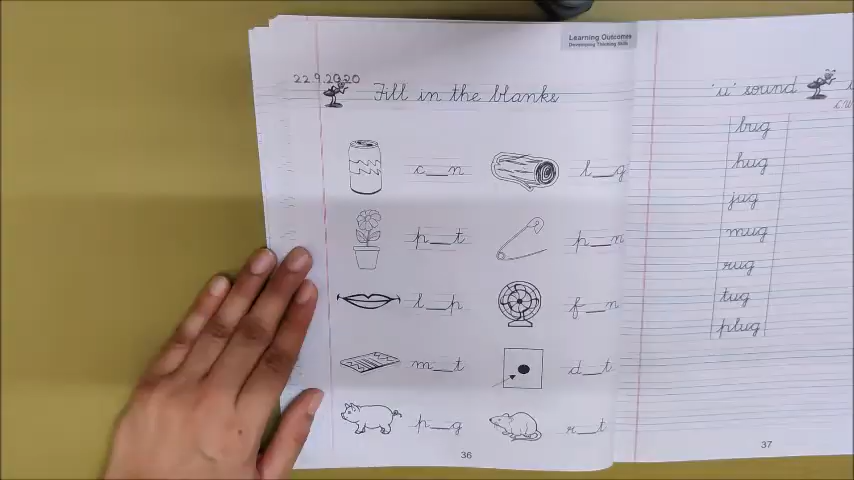 Learning Outcomes
Developing Thinking Skills
22.9.2020
Fill in the blanks
c__n l__g
p__t p__n
l__p f__n
m__t d__t
p__g r__t
36
'u' sound
bug
hug
jug
mug
rug
tug
plug
37